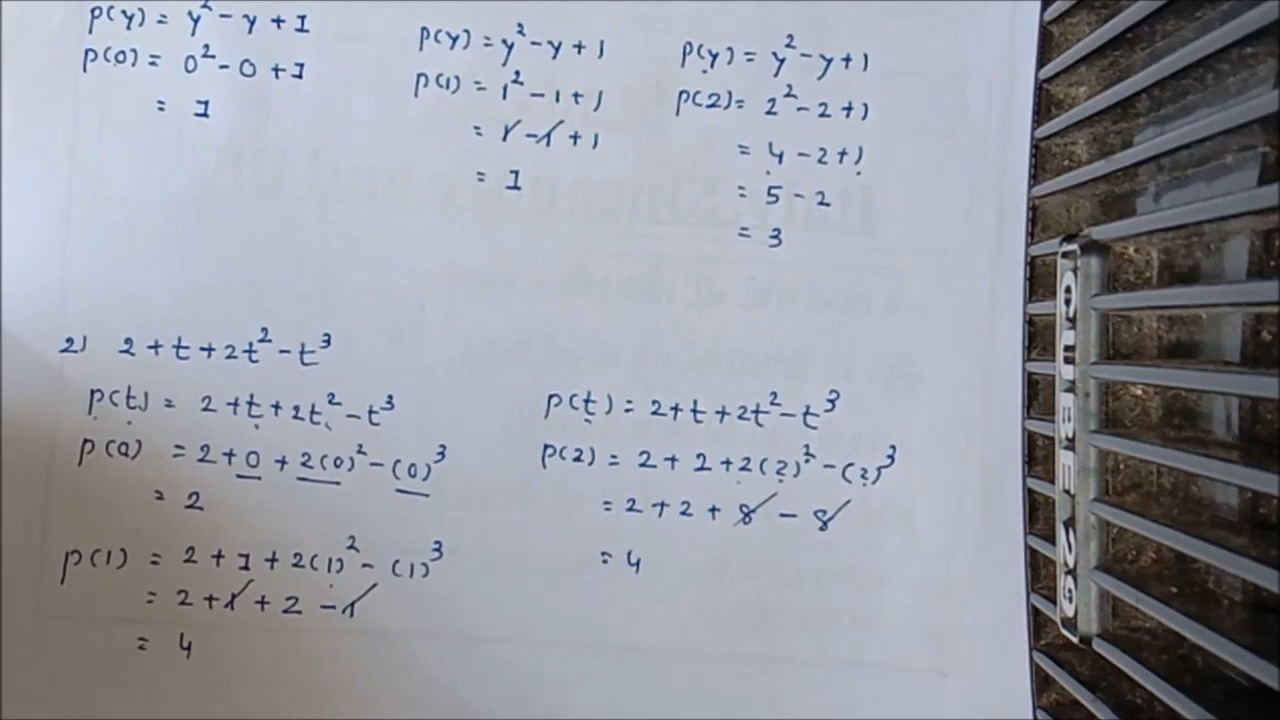 p(y) = y² - y + 1
p(0) = 0² - 0 + 1
= 1
p(y) = y² - y + 1
p(1) = 1² - 1 + 1
= 1 - 1 + 1
= 1
p(y) = y² - y + 1
p(2) = 2² - 2 + 1
= 4 - 2 + 1
= 5 - 2
= 3
2) 2 + t + 2t² - t³
p(t) = 2 + t + 2t² - t³
p(0) = 2 + 0 + 2(0)² - (0)³
= 2
p(1) = 2 + 1 + 2(1)² - (1)³
= 2 + 1 + 2 - 1
= 4
p(t) = 2 + t + 2t² - t³
p(2) = 2 + 2 + 2(2)² - (2)³
= 2 + 2 + 8 - 8
= 4
CUBE 29